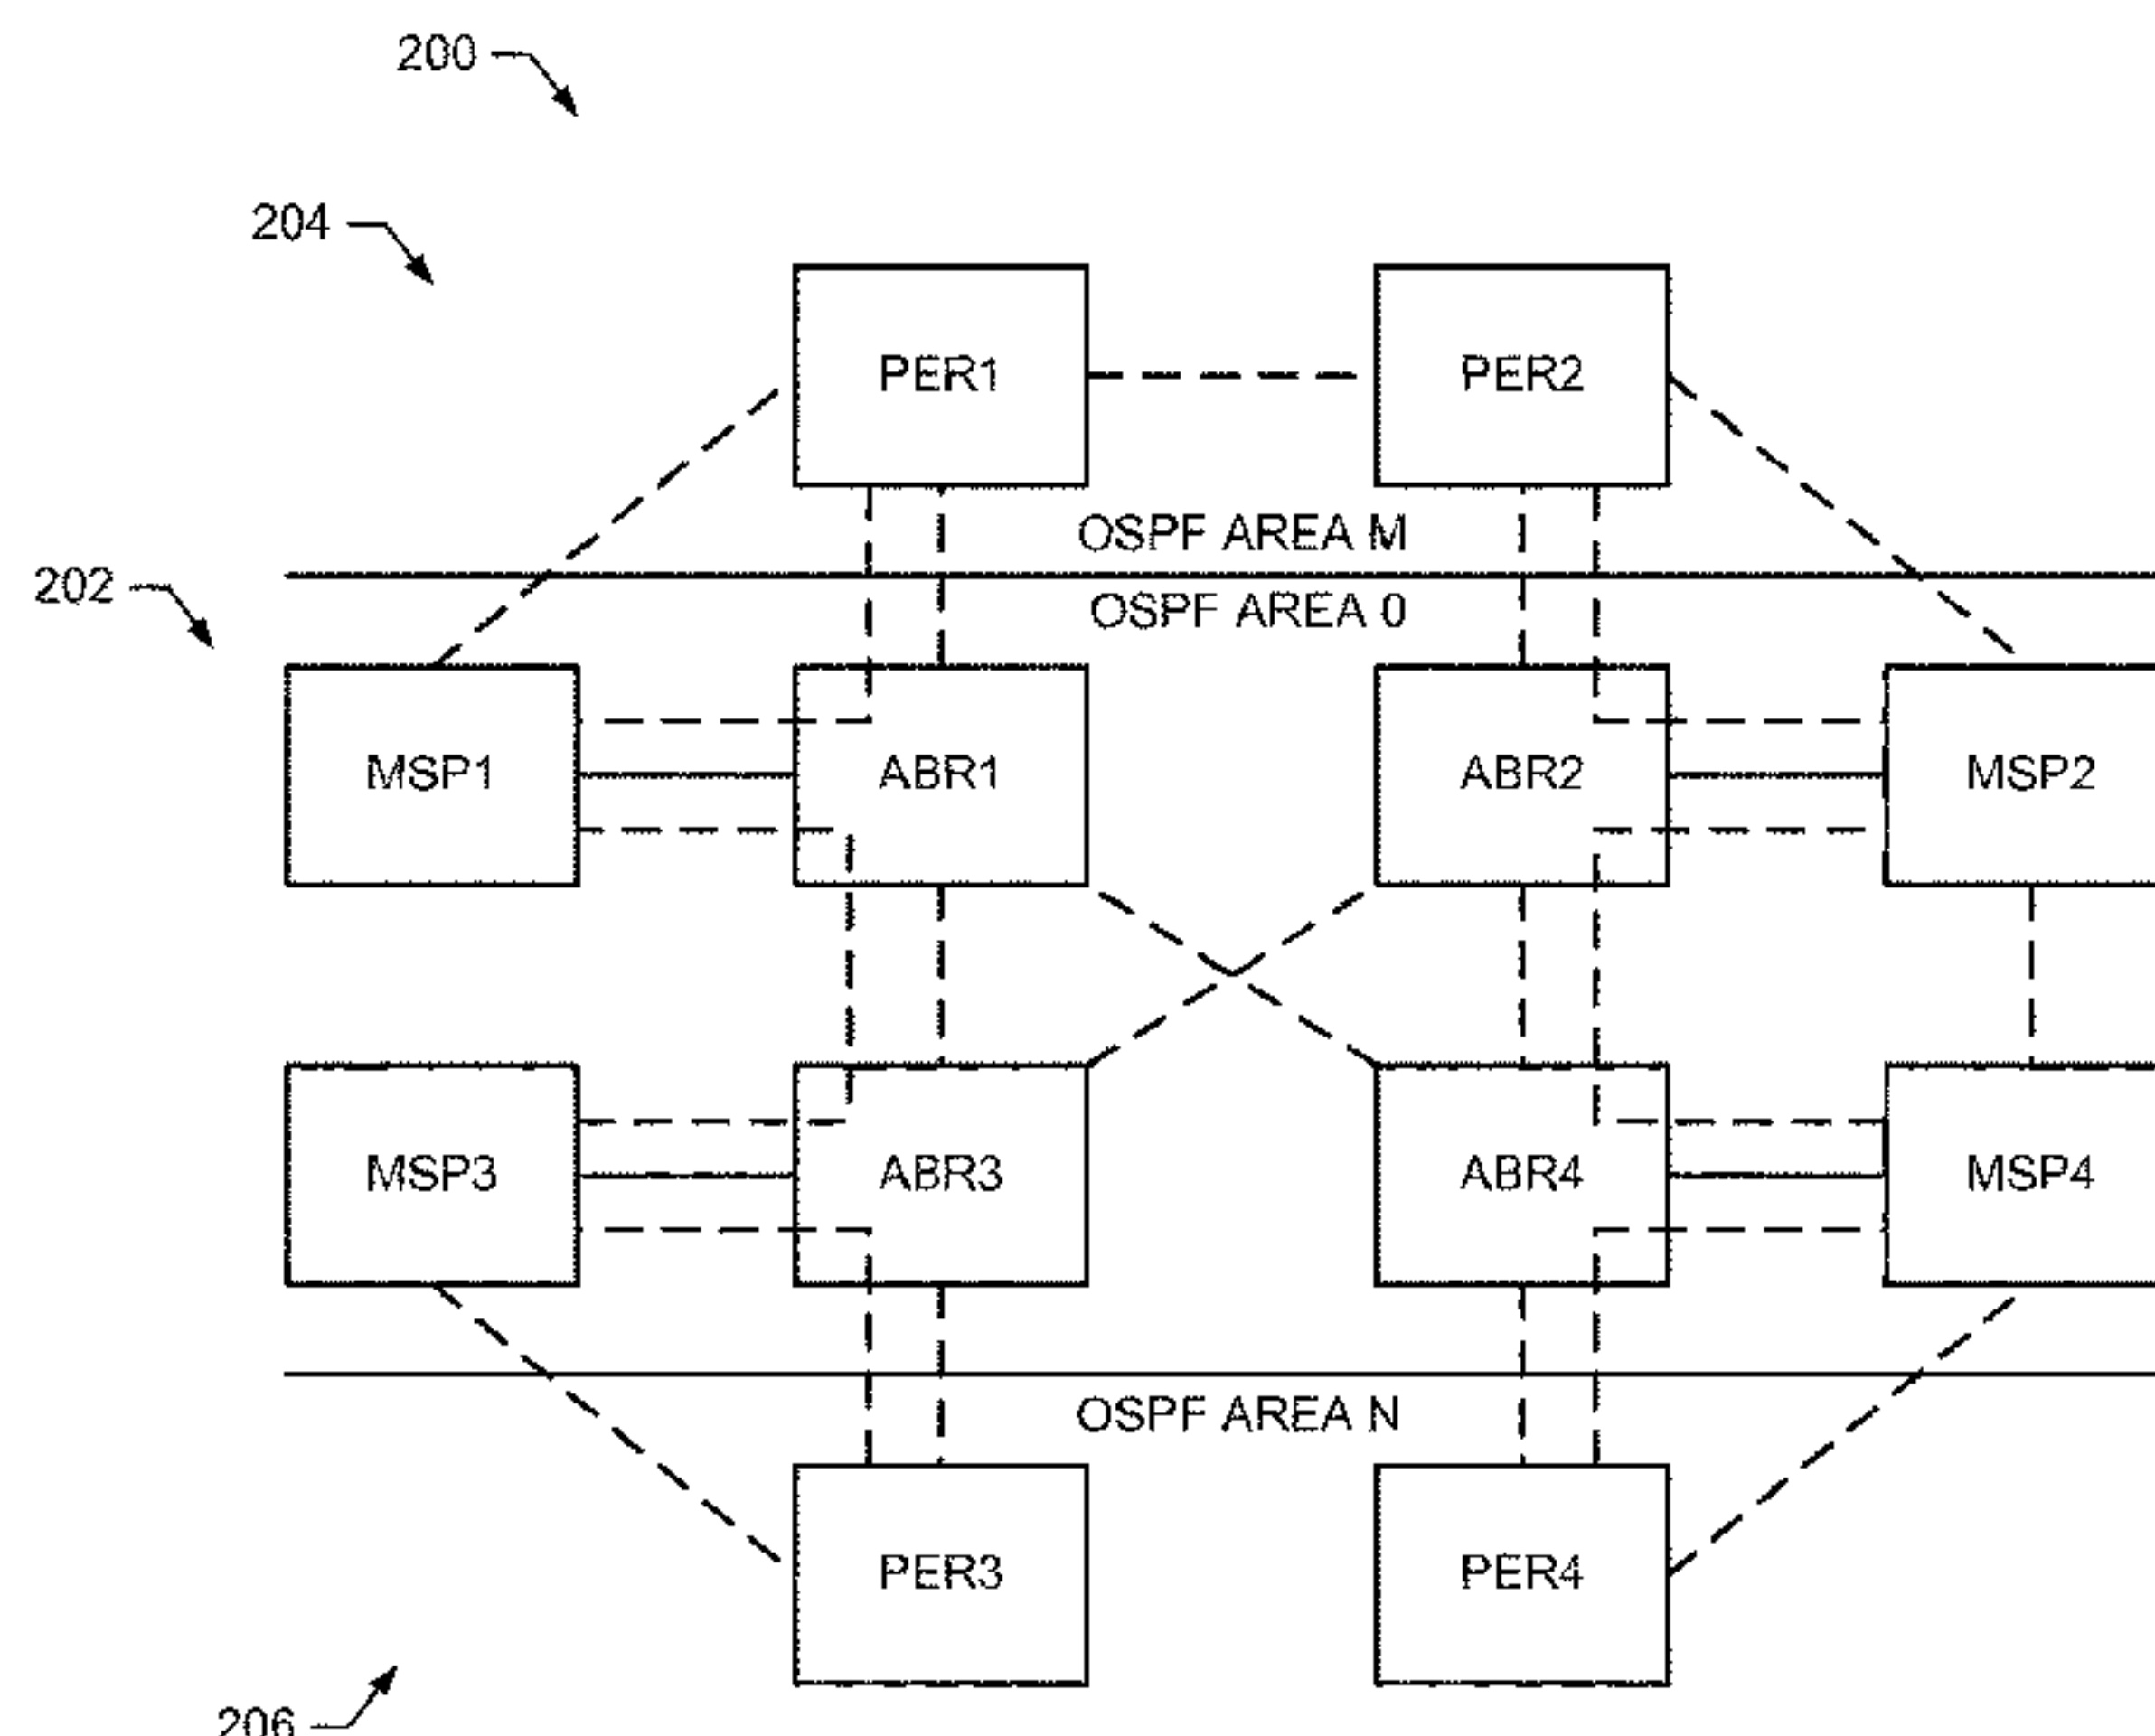 200
204
PER1 PER2
OSPF AREA M
202
OSPF AREA 0
MSP1 ABR1 ABR2 MSP2
MSP3 ABR3 ABR4 MSP4
OSPF AREA N
PER3 PER4
206